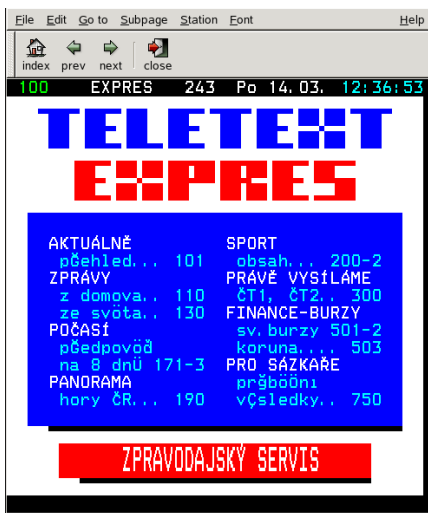 File Edit Go to Subpage Station Font Help
index prev next close
100 EXPRES 243 Po 14.03. 12:36:53
TELETEXT
EXPRES
AKTUÁLNĚ
pğehled... 101
ZPRÁVY
z domova.. 110
ze svöta.. 130
POČASÍ
pğedpovöď
na 8 dnÜ 171-3
PANORAMA
hory ČR... 190
SPORT
obsah... 200-2
PRÁVĚ VYSÍLÁME
ČT1, ČT2.. 300
FINANCE-BURZY
sv.burzy 501-2
koruna.... 503
PRO SÁZKAŘE
prğböönı
vÇsledky.. 750
ZPRAVODAJSKÝ SERVIS